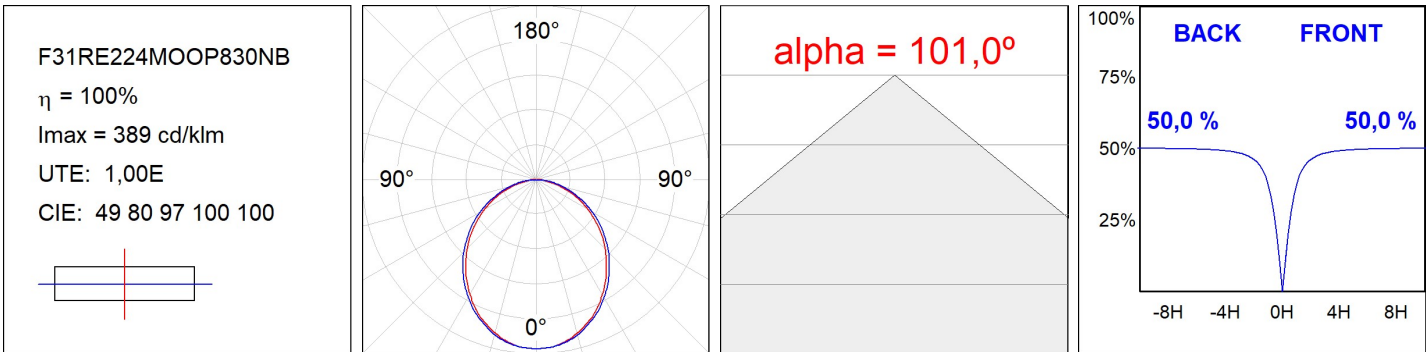 F31RE224MOOP830NB
η = 100%
Imax = 389 cd/klm
UTE: 1,00E
CIE: 49 80 97 100 100
180°
90° 90°
0°
alpha = 101,0º
100%
BACK FRONT
75%
50,0 % 50,0 %
50%
25%
-8H -4H 0H 4H 8H